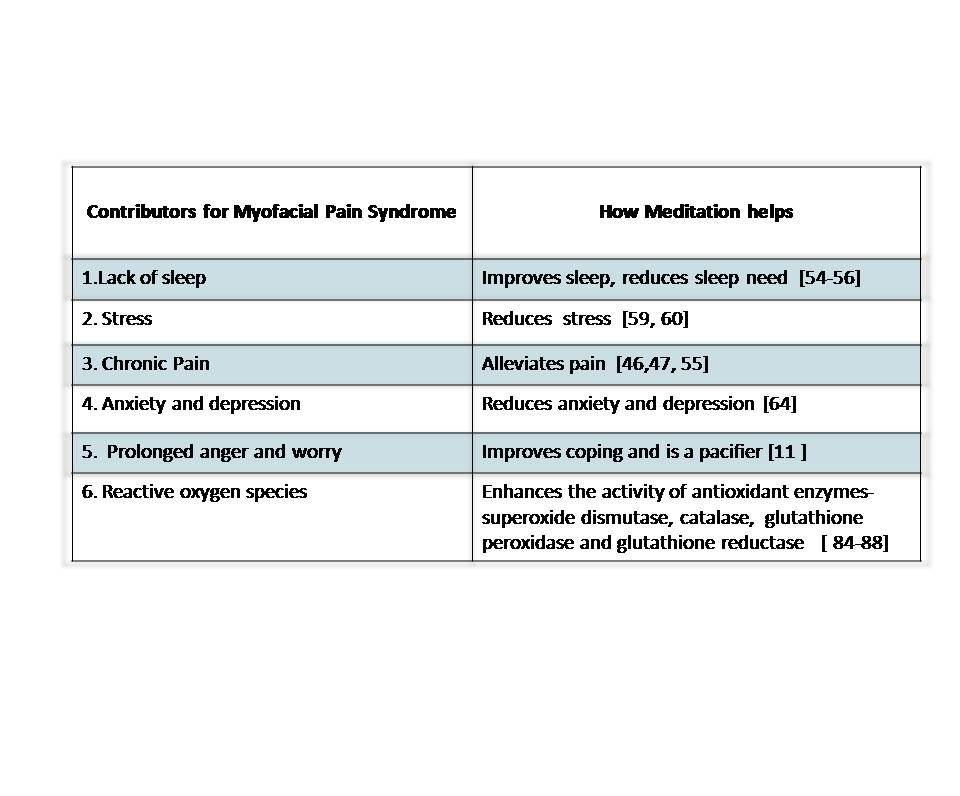 Contributors for Myofacial Pain Syndrome
How Meditation helps
1.Lack of sleep
Improves sleep, reduces sleep need [54-56]
2. Stress
Reduces stress [59, 60]
3. Chronic Pain
Alleviates pain [46,47, 55]
4. Anxiety and depression
Reduces anxiety and depression [64]
5. Prolonged anger and worry
Improves coping and is a pacifier [11 ]
6. Reactive oxygen species
Enhances the activity of antioxidant enzymes-
superoxide dismutase, catalase, glutathione
peroxidase and glutathione reductase [ 84-88]